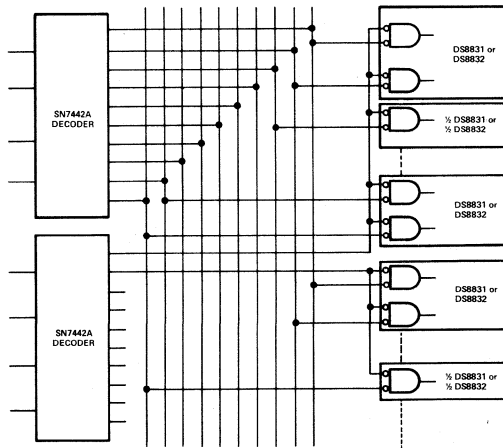 SN7442A
DECODER
DS8831 or
DS8832
½ DS8831 or
½ DS8832
DS8831 or
DS8832
SN7442A
DECODER
DS8831 or
DS8832
½ DS8831 or
½ DS8832